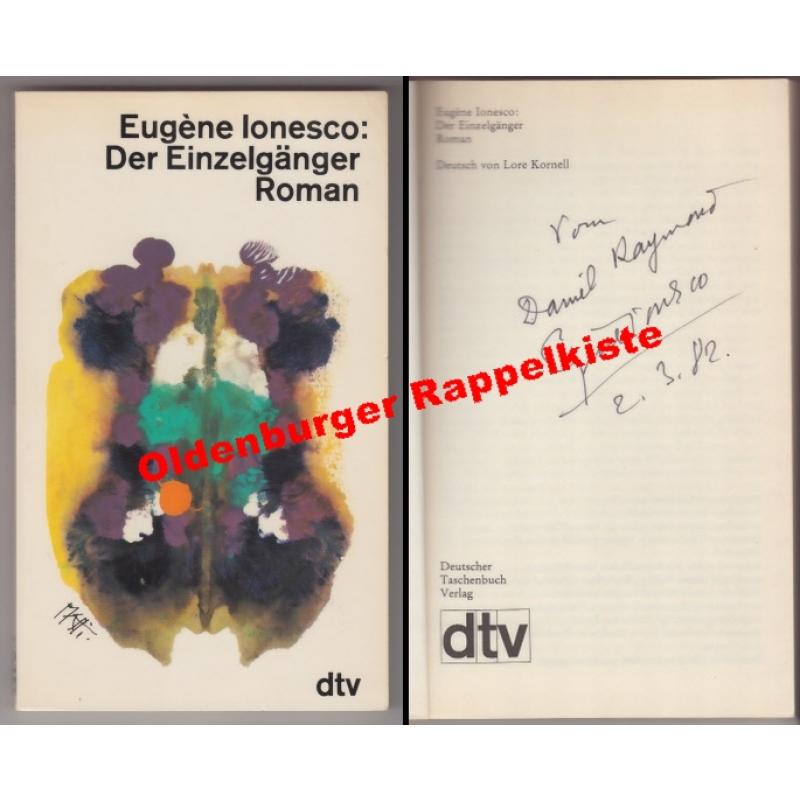 Eugène Ionesco:
Der Einzelgänger
Roman
dtv
Eugène Ionesco:
Der Einzelgänger
Roman
Deutsch von Lore Kornell
Vom
Daniel Raymond
2.3.82.
Deutscher
Taschenbuch
Verlag
dtv
Oldenburger Rappelkiste